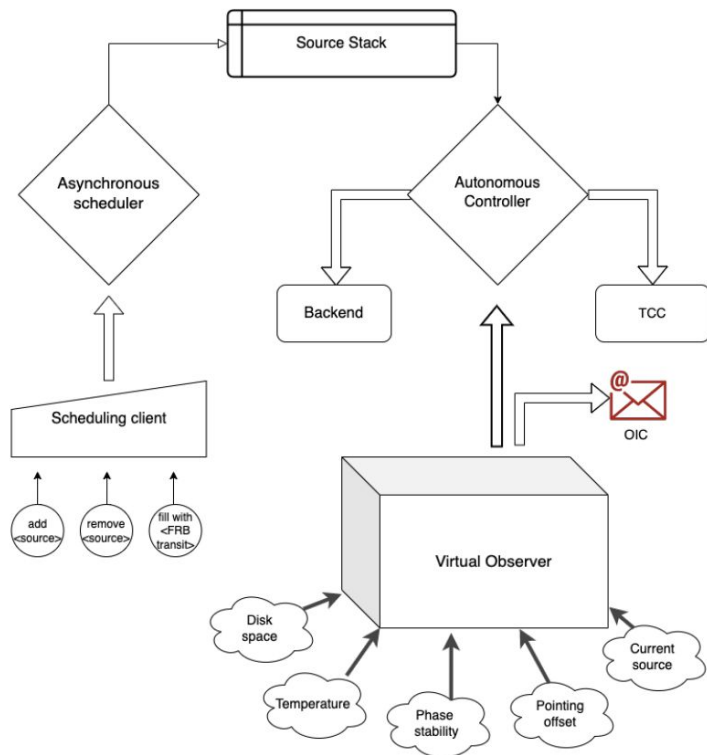 Source Stack
Asynchronous
scheduler
Autonomous
Controller
Backend
TCC
@
OIC
Scheduling client
add
<source>
remove
<source>
fill with
<FRB
transit>
Virtual Observer
Disk
space
Temperature
Phase
stability
Pointing
offset
Current
source